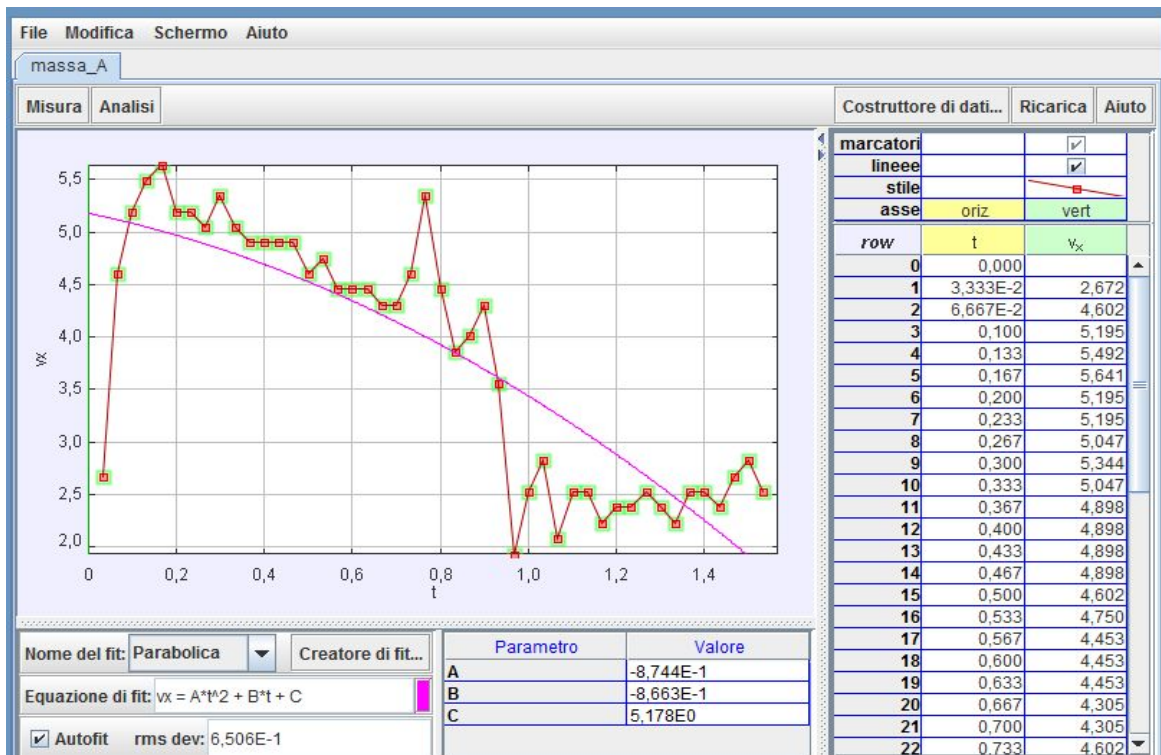 File Modifica Schermo Aiuto
massa_A
Misura Analisi Costruttore di dati... Ricarica Aiuto
marcatori
lineee
stile
asse oriz vert
row t vx
0 0,000
1 3,333E-2 2,672
2 6,667E-2 4,602
3 0,100 5,195
4 0,133 5,492
5 0,167 5,641
6 0,200 5,195
7 0,233 5,195
8 0,267 5,047
9 0,300 5,344
10 0,333 5,047
11 0,367 4,898
12 0,400 4,898
13 0,433 4,898
14 0,467 4,898
15 0,500 4,602
16 0,533 4,750
17 0,567 4,453
18 0,600 4,453
19 0,633 4,453
20 0,667 4,305
21 0,700 4,305
22 0,733 4,602
5,5
5,0
4,5
4,0
vx
3,5
3,0
2,5
2,0
0 0,2 0,4 0,6 0,8 1,0 1,2 1,4
t
Nome del fit: Parabolica Creatore di fit...
Equazione di fit: vx = A*t^2 + B*t + C
Autofit rms dev: 6,506E-1
Parametro Valore
A -8,744E-1
B -8,663E-1
C 5,178E0